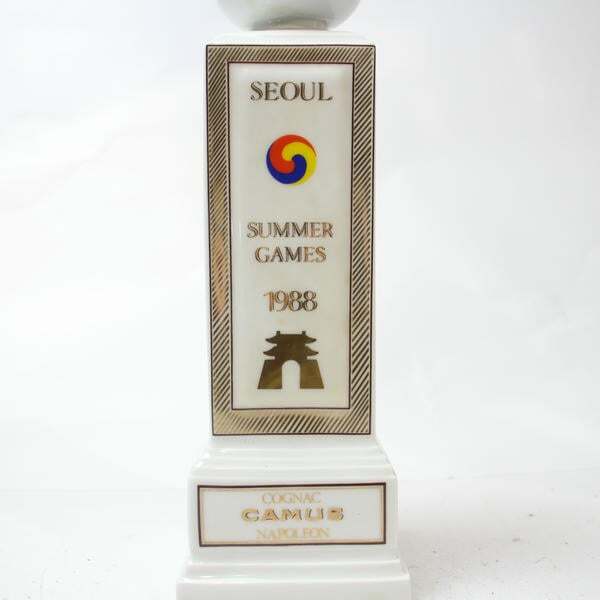 SEOUL
SUMMER
GAMES
1988
COGNAC
CAMUS
NAPOLEON